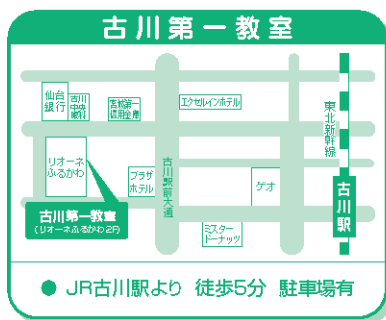 古川第一教室
仙台
銀行
古川
中央
歯科
宮城第一
信用金庫
エクセルインホテル
東北新幹線
リオーネ
ふるかわ
プラザ
ホテル
古川駅前大通
ゲオ
古川駅
古川第一教室
(リオーネふるかわ2F)
ミスター
ドーナッツ
● JR古川駅より 徒歩5分 駐車場有